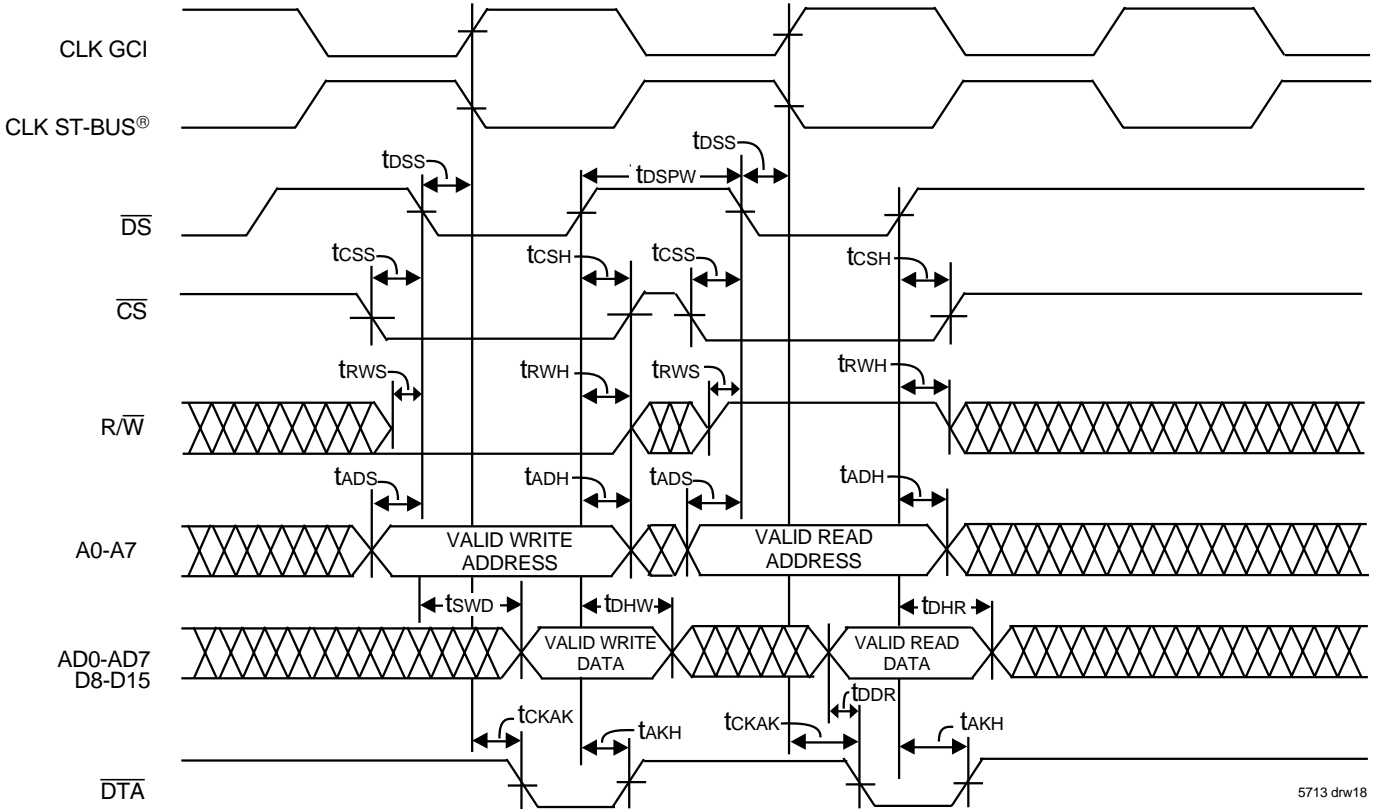 CLK GCI
CLK ST-BUS®
tDSS
tDSPW
tDSS
DS
tCSS
tCSH
tCSS
tCSH
CS
tRWS
tRWH
tRWS
tRWH
R/W
tADS
tADH
tADS
tADH
A0-A7
VALID WRITE
ADDRESS
VALID READ
ADDRESS
tSWD
tDHW
tDHR
AD0-AD7
D8-D15
VALID WRITE
DATA
VALID READ
DATA
tDDR
tCKAK
tAKH
tCKAK
tAKH
DTA
5713 drw18